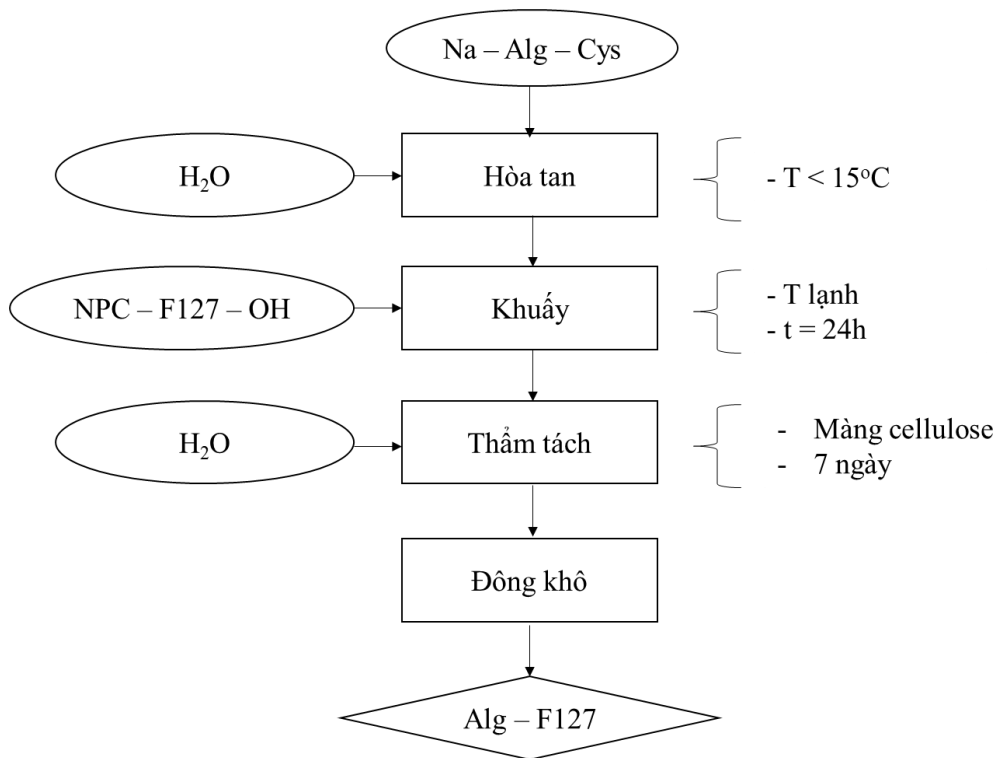 Na – Alg – Cys
H₂O
Hòa tan
- T < 15°C
NPC – F127 – OH
Khuấy
- T lạnh
- t = 24h
H₂O
Thẩm tách
- Màng cellulose
- 7 ngày
Đông khô
Alg – F127